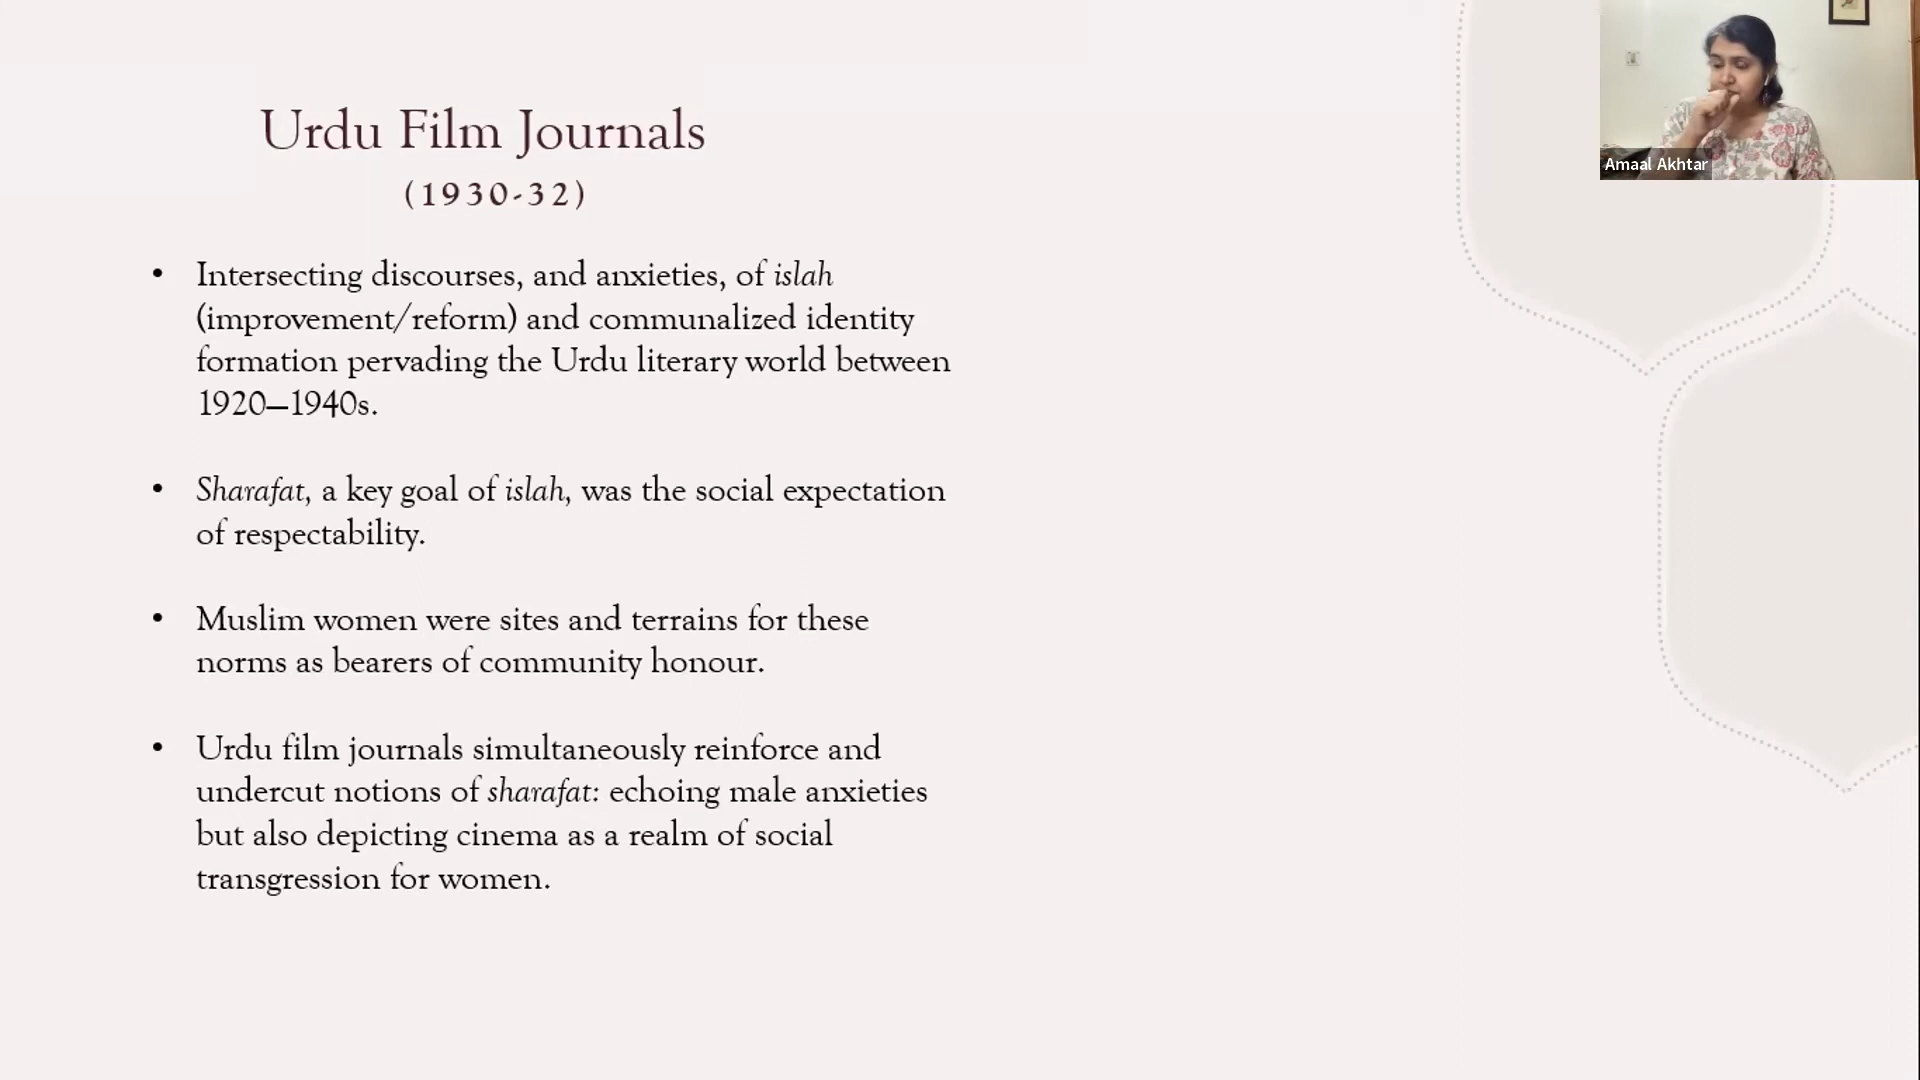 Urdu Film Journals
(1930-32)
• Intersecting discourses, and anxieties, of islah
(improvement/reform) and communalized identity
formation pervading the Urdu literary world between
1920–1940s.
• Sharafat, a key goal of islah, was the social expectation
of respectability.
• Muslim women were sites and terrains for these
norms as bearers of community honour.
• Urdu film journals simultaneously reinforce and
undercut notions of sharafat: echoing male anxieties
but also depicting cinema as a realm of social
transgression for women.
Amaal Akhtar